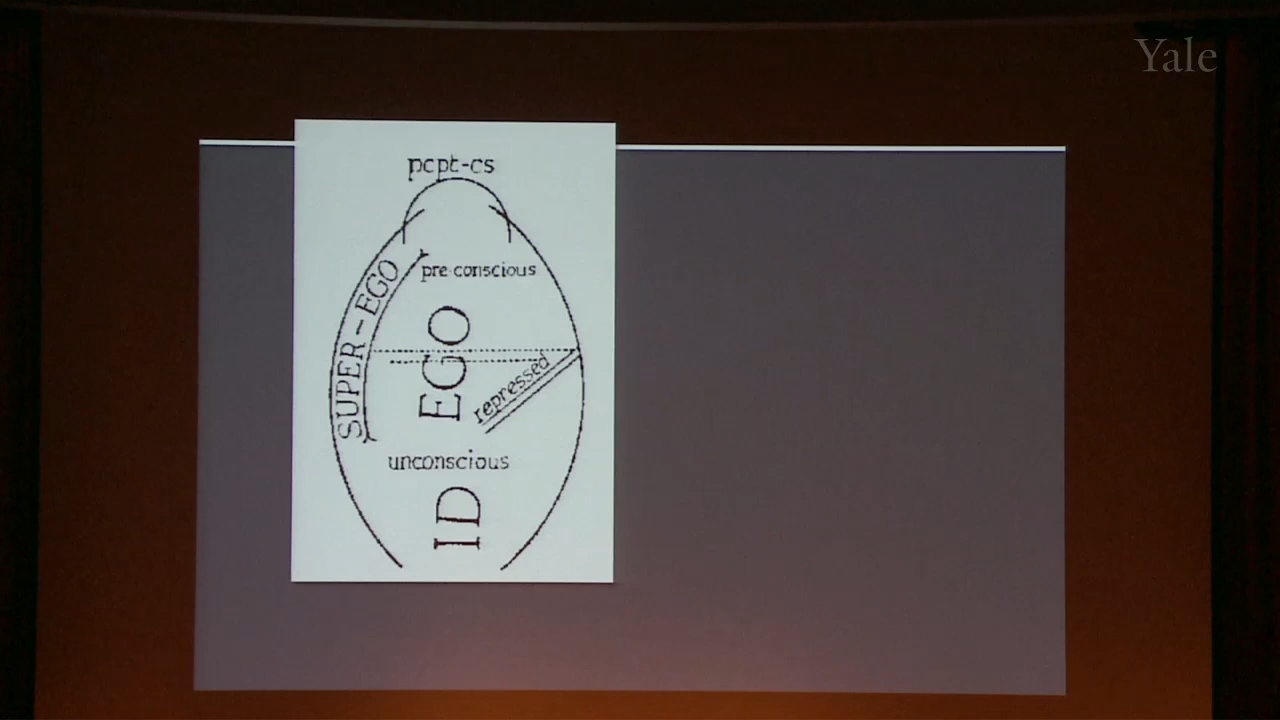 Yale
pcpt-cs
pre-conscious
SUPER-EGO
EGO
repressed
unconscious
ID